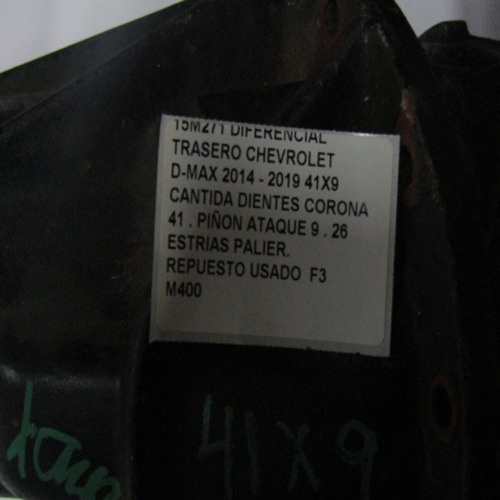 15M271 DIFERENCIAL
TRASERO CHEVROLET
D-MAX 2014 - 2019 41X9
CANTIDA DIENTES CORONA
41 . PIÑON ATAQUE 9 . 26
ESTRIAS PALIER.
REPUESTO USADO F3
M400
41X9